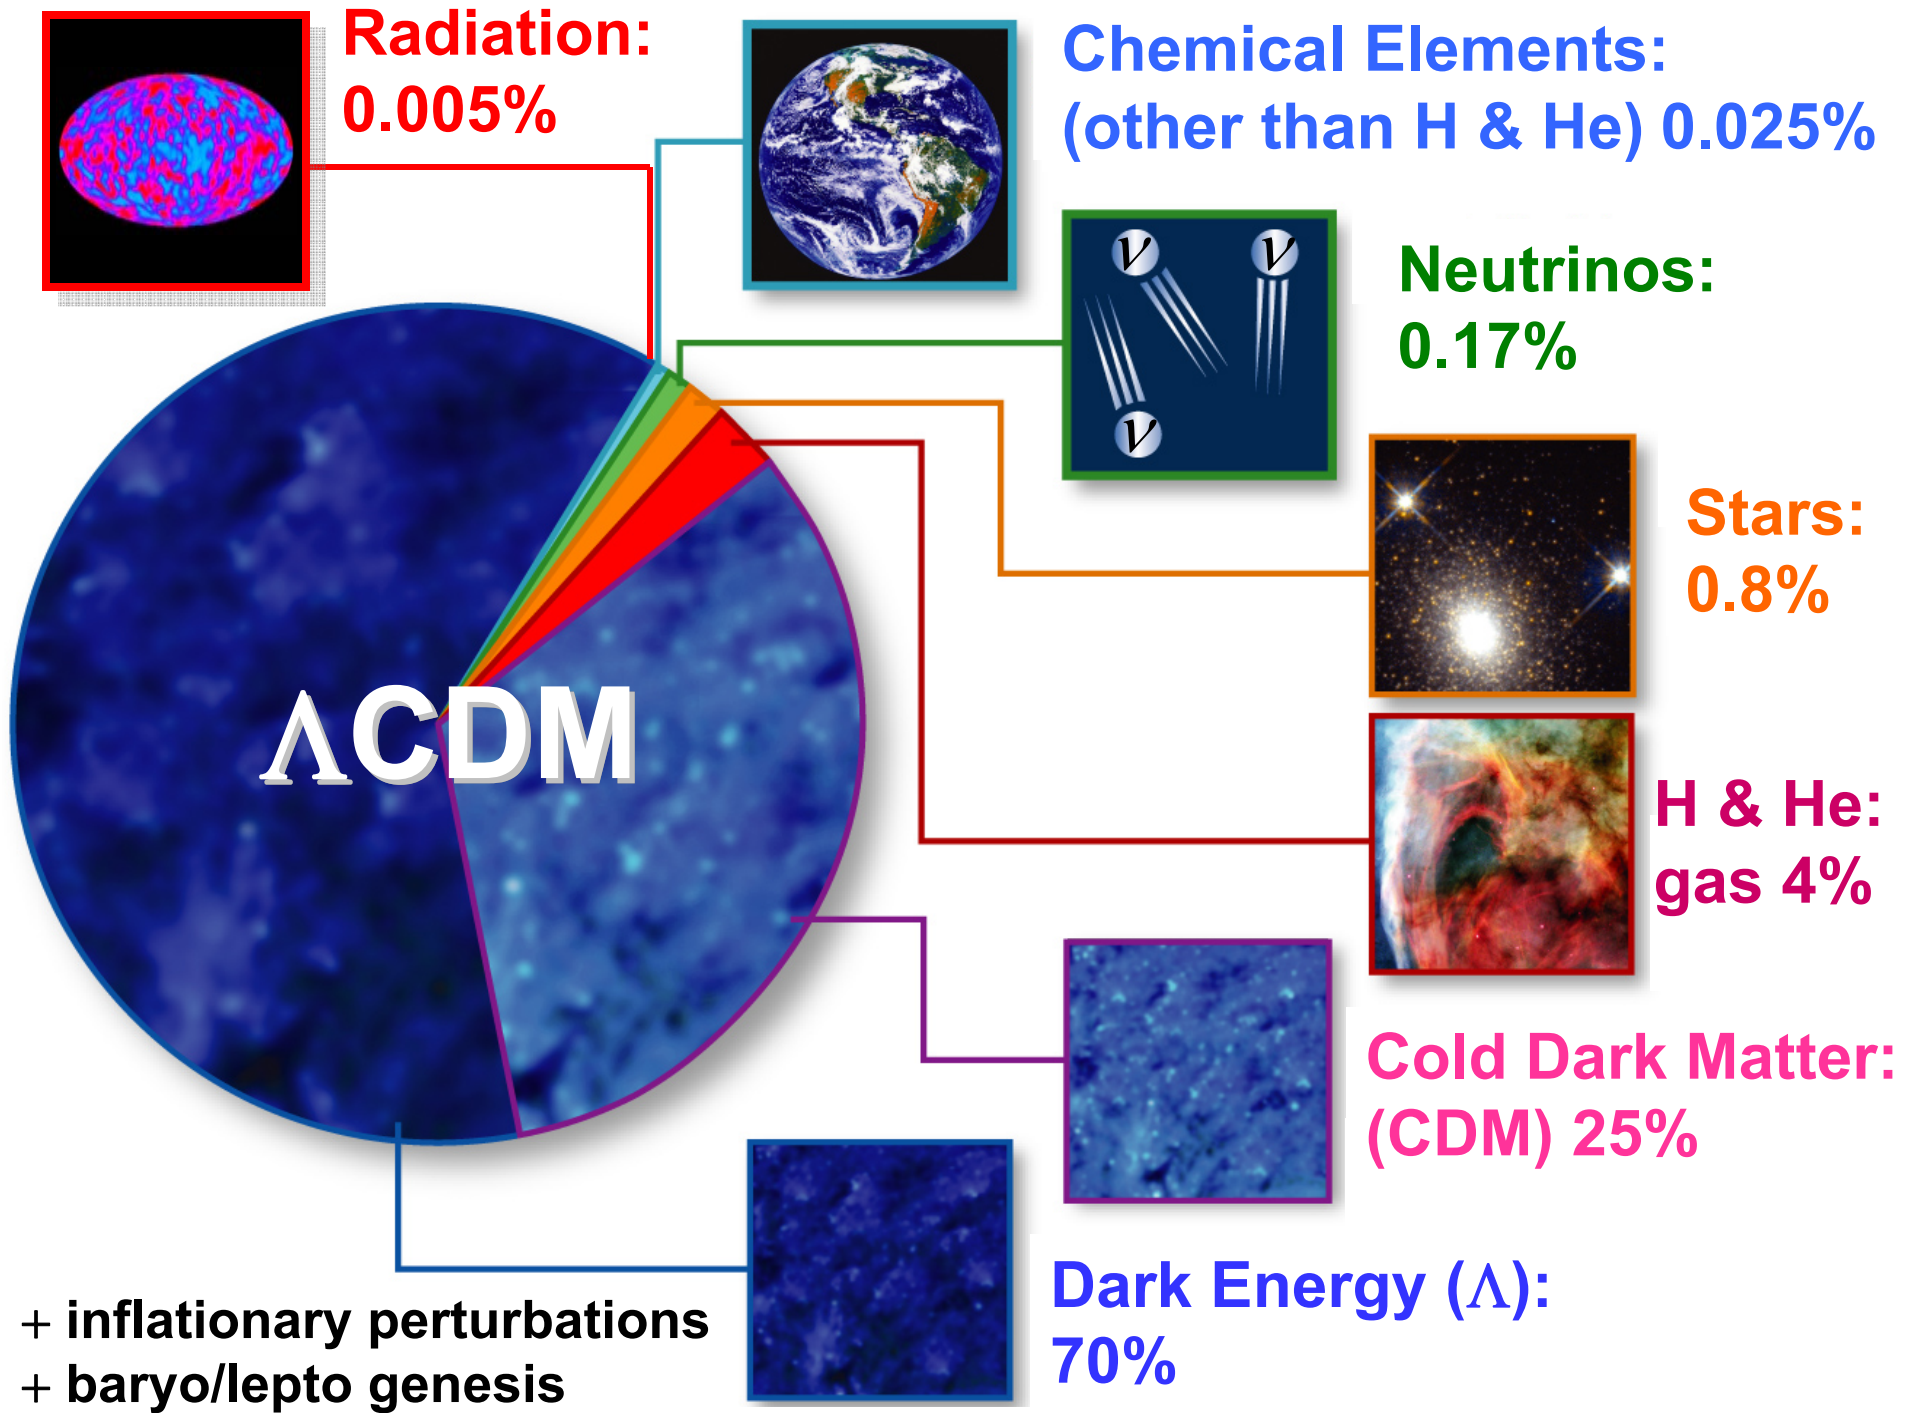 Radiation:
0.005%
Chemical Elements:
(other than H & He) 0.025%
ν
ν
ν
Neutrinos:
0.17%
Stars:
0.8%
ΛCDM
H & He:
gas 4%
Cold Dark Matter:
(CDM) 25%
Dark Energy (Λ):
70%
+ inflationary perturbations
+ baryo/lepto genesis